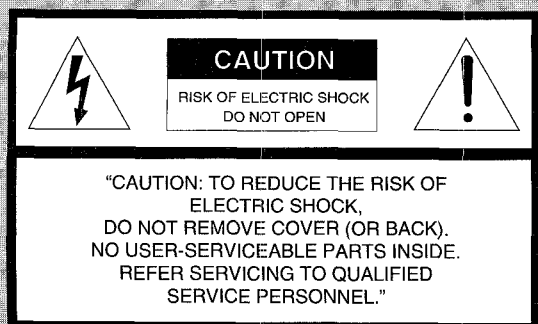 CAUTION
RISK OF ELECTRIC SHOCK
DO NOT OPEN
"CAUTION: TO REDUCE THE RISK OF
ELECTRIC SHOCK,
DO NOT REMOVE COVER (OR BACK).
NO USER-SERVICEABLE PARTS INSIDE.
REFER SERVICING TO QUALIFIED
SERVICE PERSONNEL."